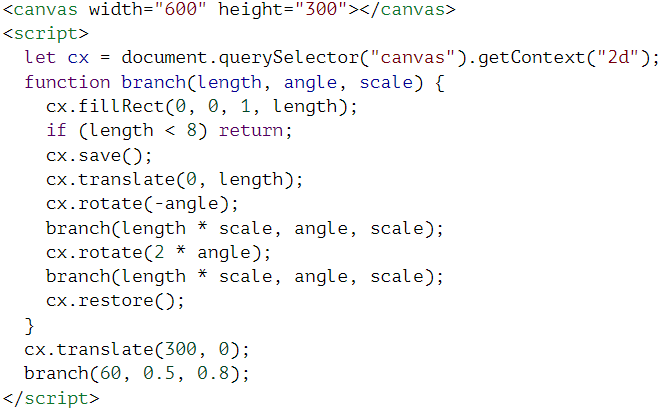 <canvas width="600" height="300"></canvas>
<script>
  let cx = document.querySelector("canvas").getContext("2d");
  function branch(length, angle, scale) {
    cx.fillRect(0, 0, 1, length);
    if (length < 8) return;
    cx.save();
    cx.translate(0, length);
    cx.rotate(-angle);
    branch(length * scale, angle, scale);
    cx.rotate(2 * angle);
    branch(length * scale, angle, scale);
    cx.restore();
  }
  cx.translate(300, 0);
  branch(60, 0.5, 0.8);
</script>